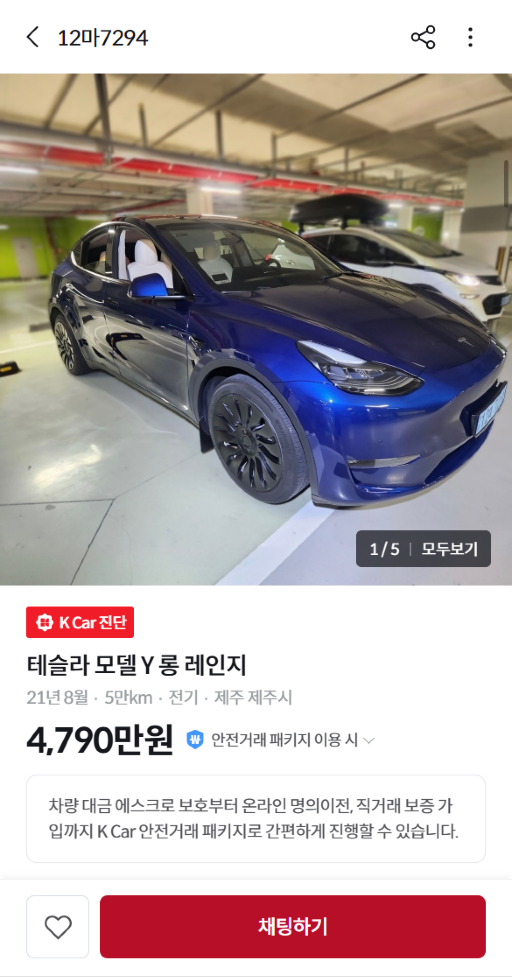 12마7294
1 / 5 | 모두보기
K Car 진단
테슬라 모델 Y 롱 레인지
21년 8월 · 5만km · 전기 · 제주 제주시
4,790만원 ₩ 안전거래 패키지 이용 시
차량 대금 에스크로 보호부터 온라인 명의이전, 직거래 보증 가
입까지 K Car 안전거래 패키지로 간편하게 진행할 수 있습니다.
채팅하기